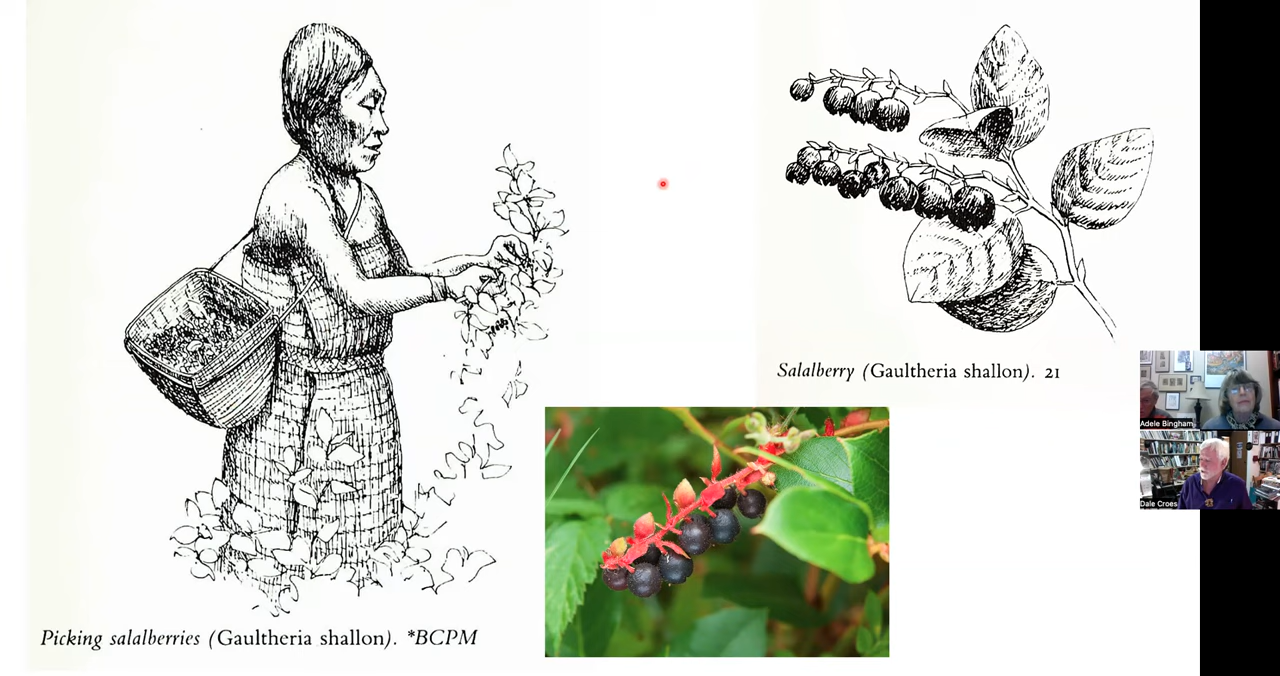 Picking salalberries (Gaultheria shallon). *BCPM
Salalberry (Gaultheria shallon). 21
Adele Bingham
Dale Croes